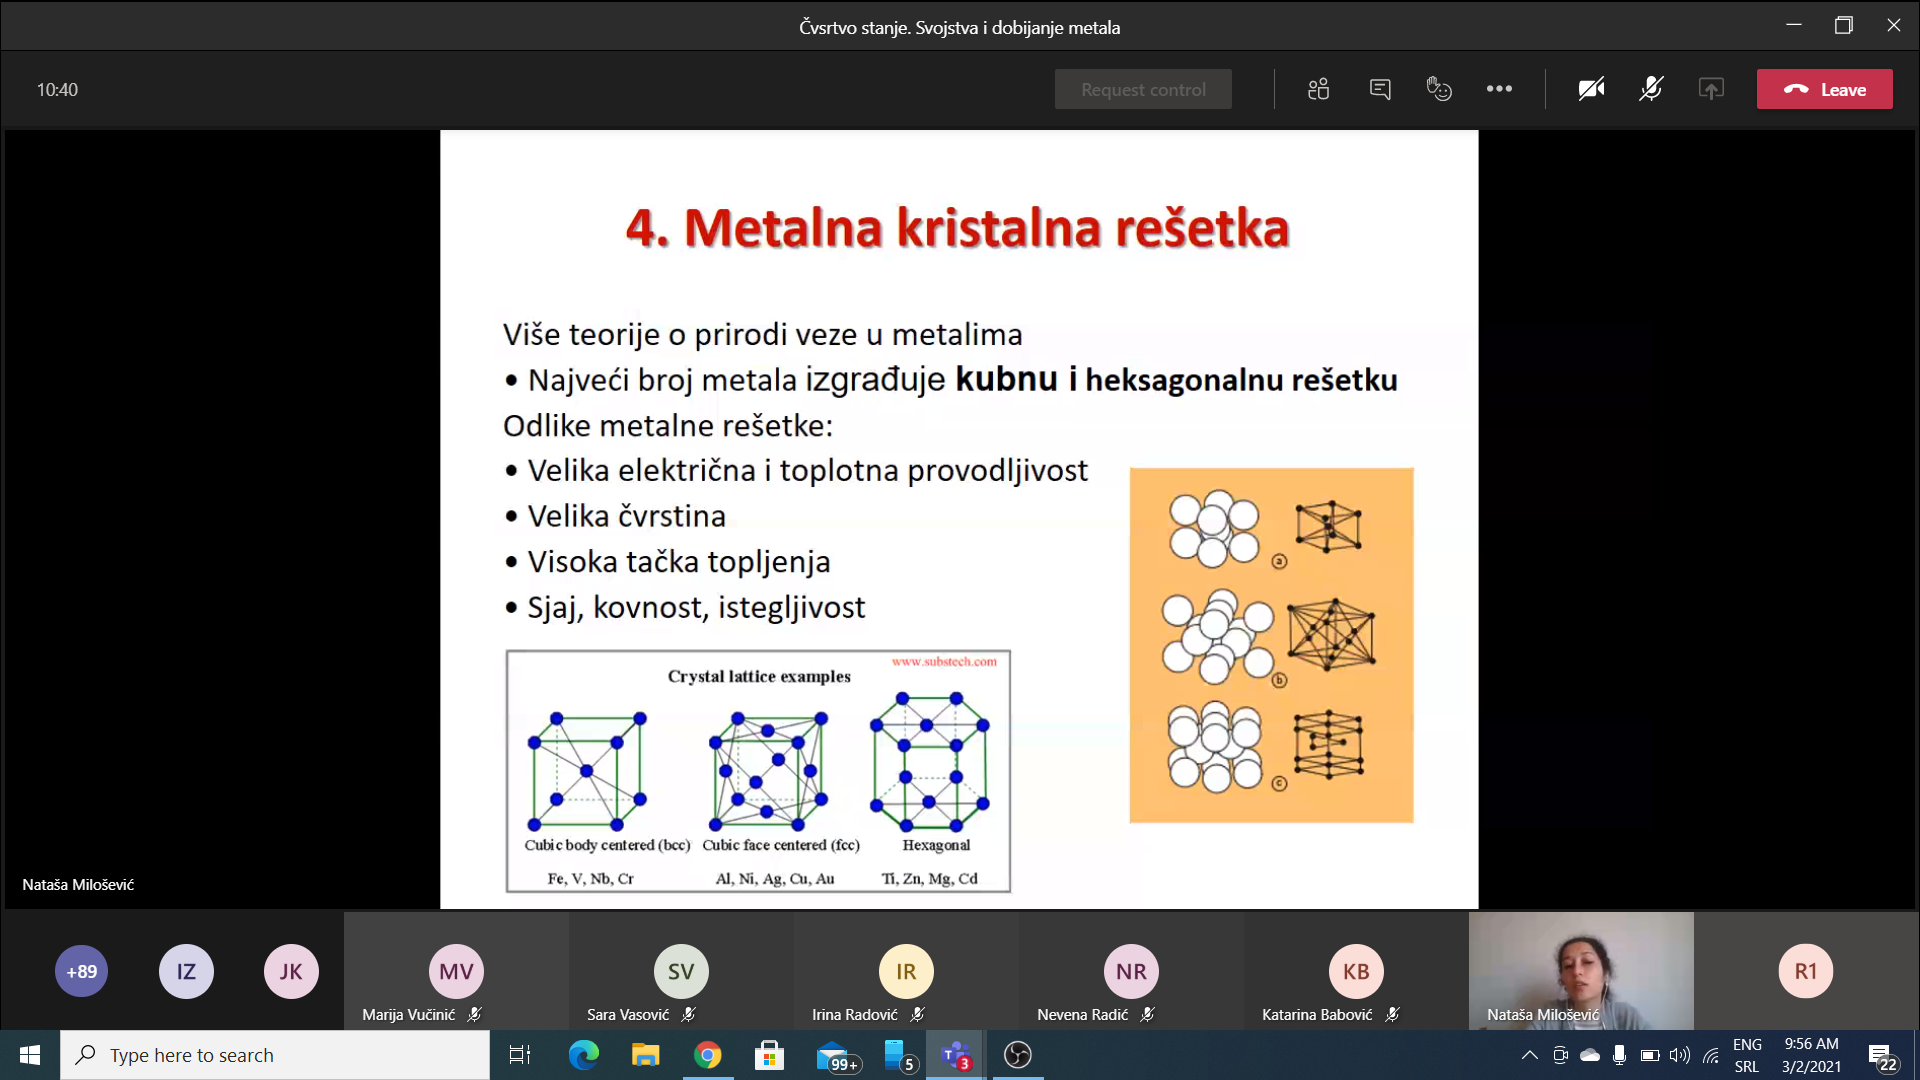 Čvsrtvo stanje. Svojstva i dobijanje metala
10:40
Request control
Leave
4. Metalna kristalna rešetka
Više teorije o prirodi veze u metalima
• Najveći broj metala izgrađuje kubnu i heksagonalnu rešetku
Odlike metalne rešetke:
• Velika električna i toplotna provodljivost
• Velika čvrstina
• Visoka tačka topljenja
• Sjaj, kovnost, istegljivost
www.substech.com
Crystal lattice examples
Cubic body centered (bcc) Cubic face centered (fcc) Hexagonal
Fe, V, Nb, Cr Al, Ni, Ag, Cu, Au Ti, Zn, Mg, Cd
a
b
c
Nataša Milošević
+89 IZ JK MV SV IR NR KB R1
Marija Vučinić Sara Vasović Irina Radović Nevena Radić Katarina Babović Nataša Milošević
Type here to search
99+ 5 3
ENG 9:56 AM
SRL 3/2/2021 22